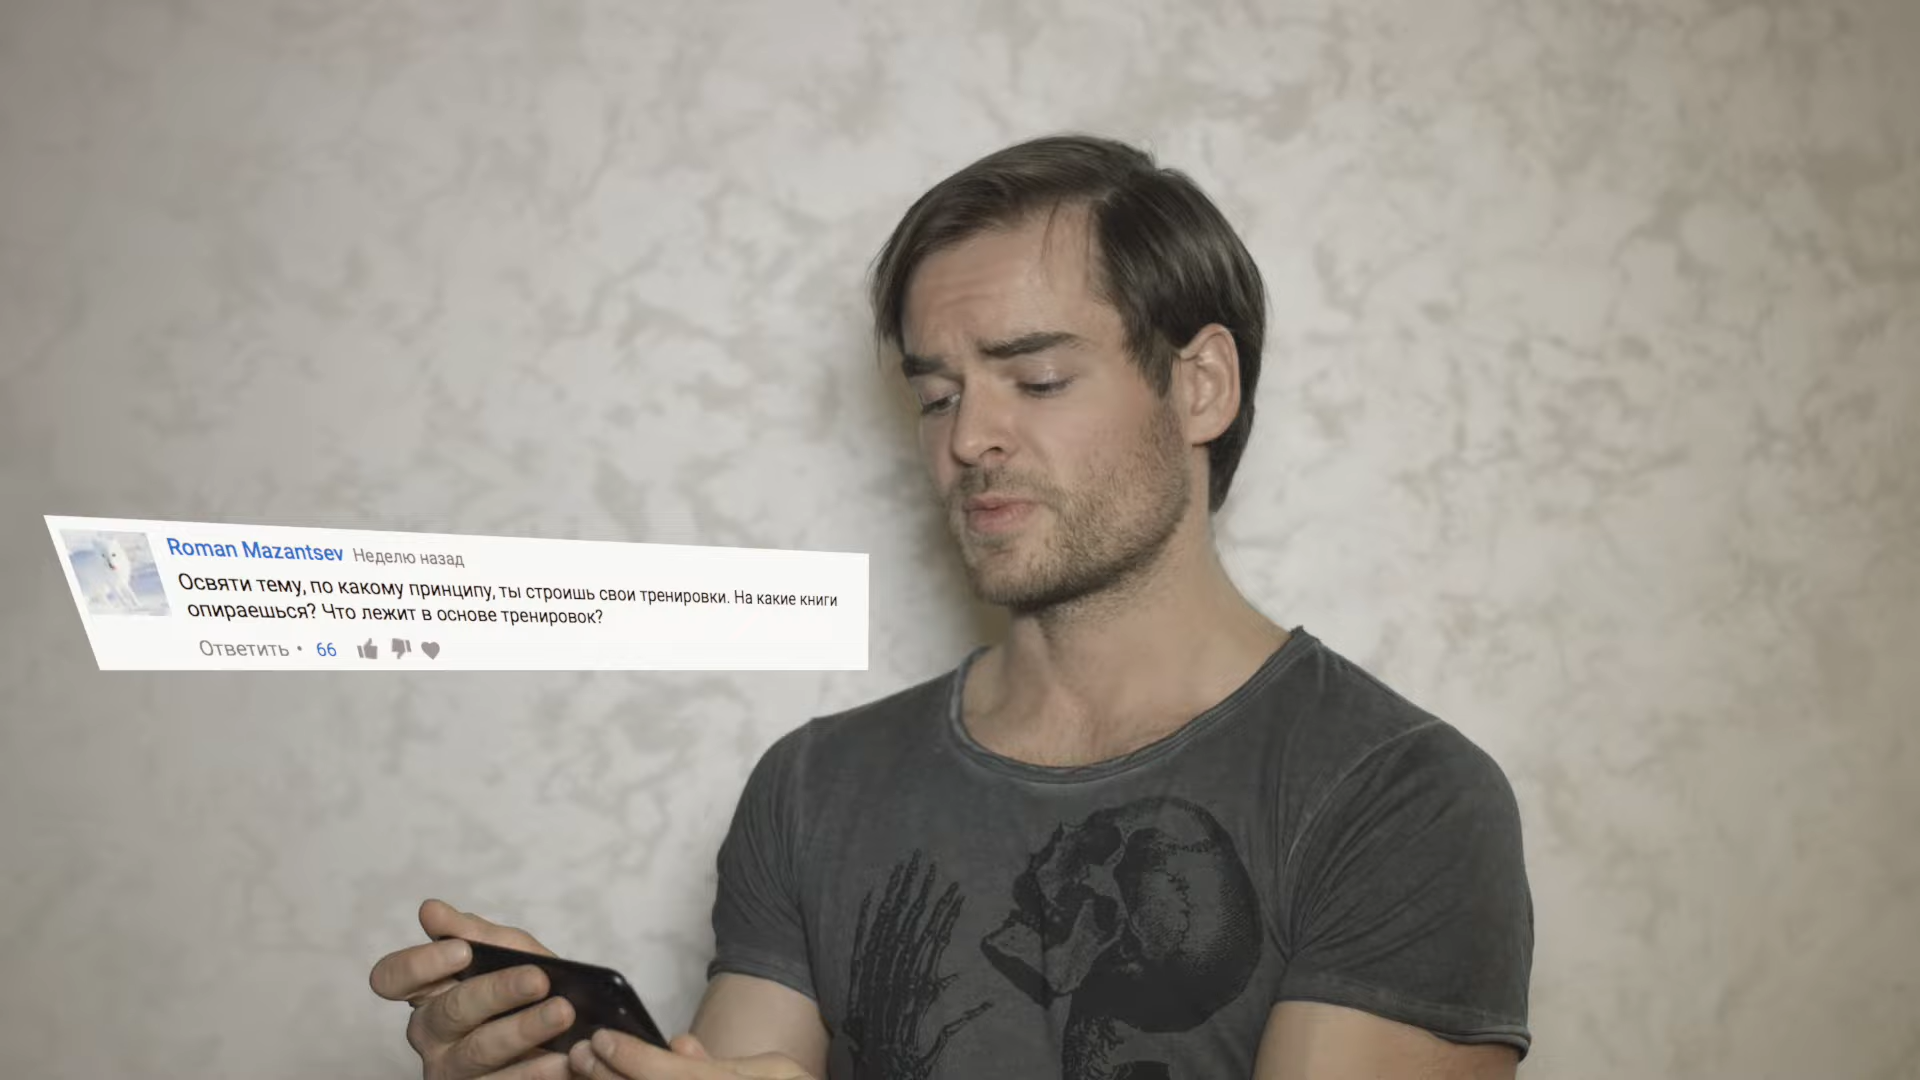 Roman Mazantsev Неделю назад
Освяти тему, по какому принципу, ты строишь свои тренировки. На какие книги
опираешься? Что лежит в основе тренировок?
Ответить • 66